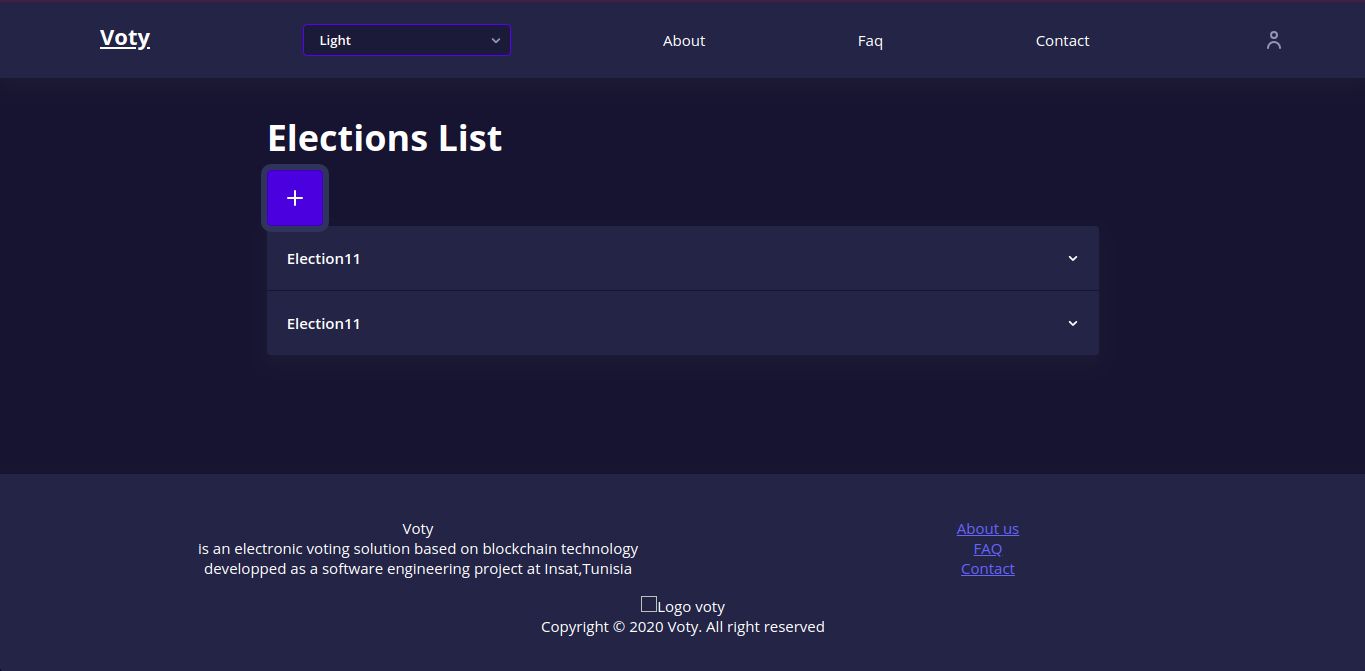 Voty
Light
About
Faq
Contact
Elections List
Election11
Election11
Voty
is an electronic voting solution based on blockchain technology
developped as a software engineering project at Insat,Tunisia
About us
FAQ
Contact
Logo voty
Copyright © 2020 Voty. All right reserved